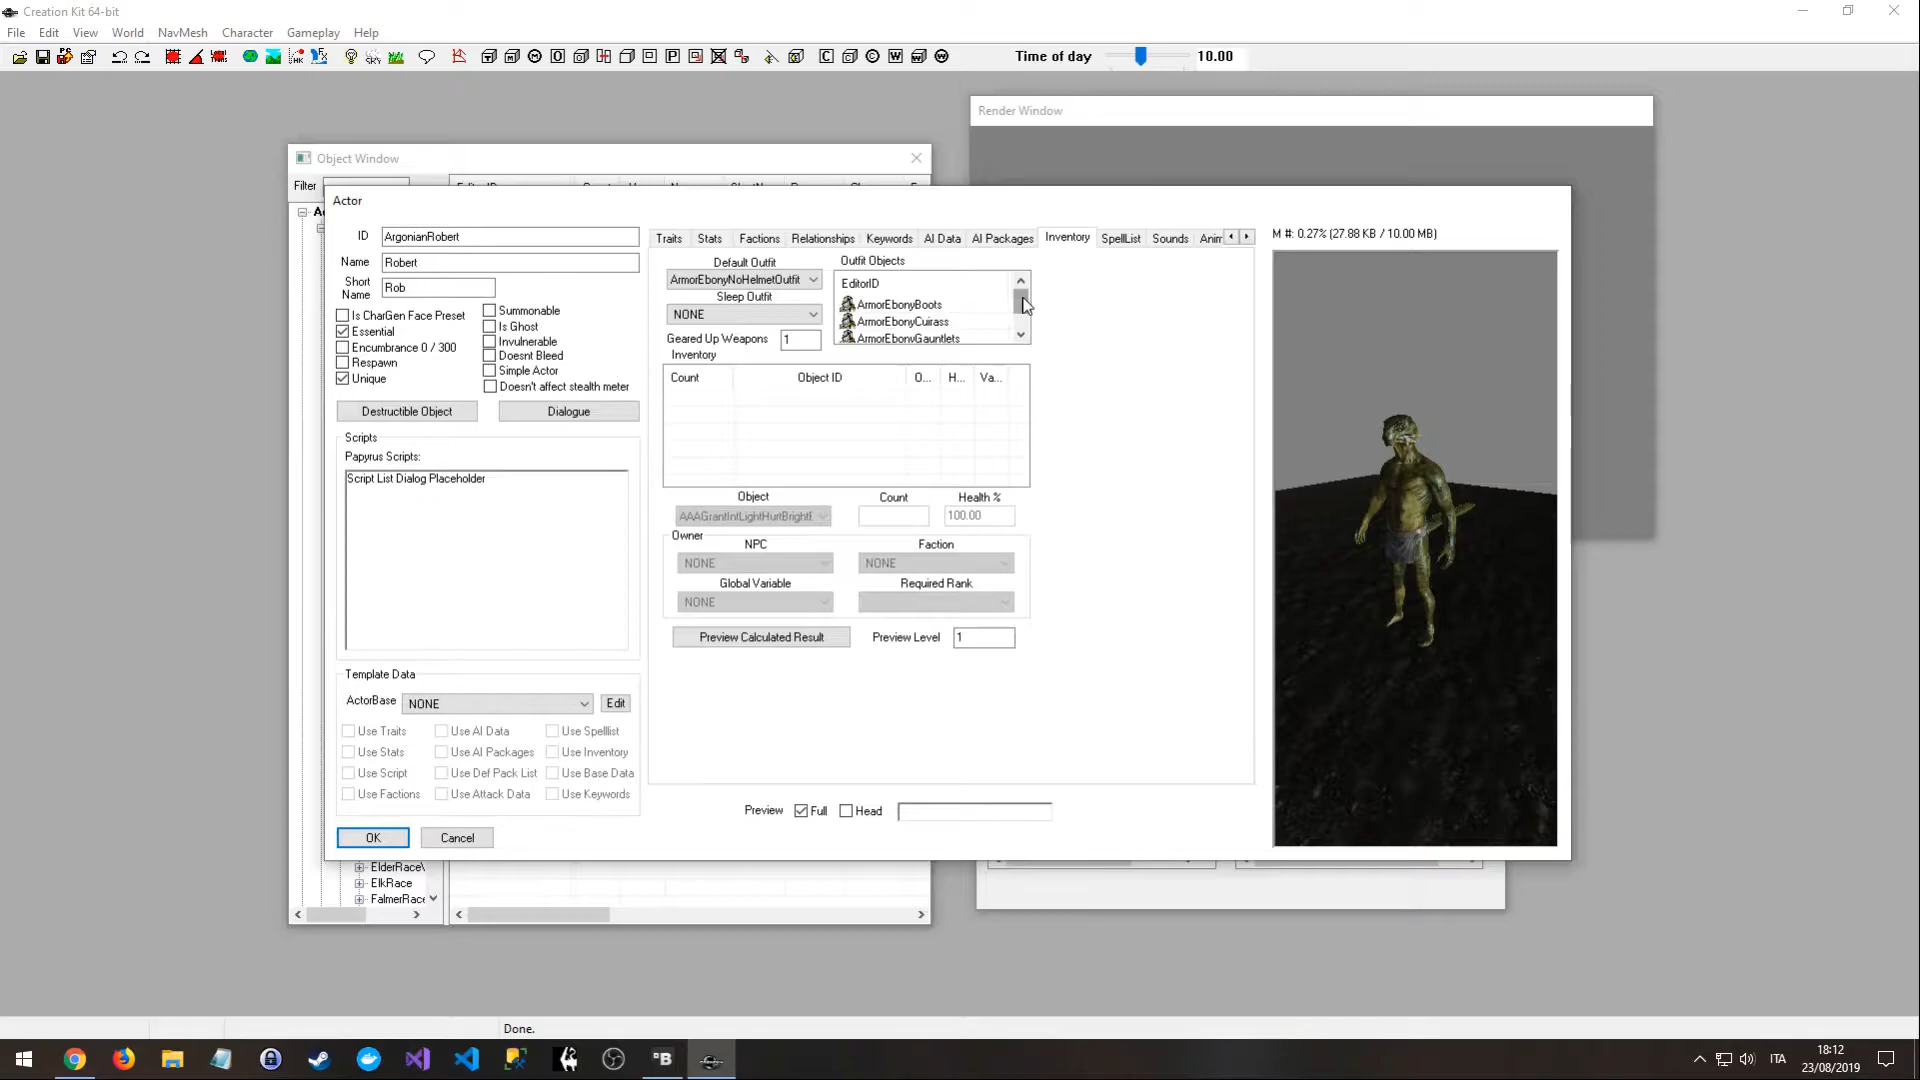 Creation Kit 64-bit
File Edit View World NavMesh Character Gameplay Help
Time of day 10.00
Render Window
Object Window
Filter
Actor
ID ArgonianRobert
Name Robert
Short Name Rob
Is CharGen Face Preset
Essential
Encumbrance 0 / 300
Respawn
Unique
Summonable
Is Ghost
Invulnerable
Doesnt Bleed
Simple Actor
Doesn't affect stealth meter
Destructible Object Dialogue
Scripts
Papyrus Scripts:
Script List Dialog Placeholder
Template Data
ActorBase NONE Edit
Use Traits Use AI Data Use Spelllist
Use Stats Use AI Packages Use Inventory
Use Script Use Def Pack List Use Base Data
Use Factions Use Attack Data Use Keywords
OK Cancel
Traits Stats Factions Relationships Keywords AI Data AI Packages Inventory SpellList Sounds Anim
Default Outfit
ArmorEbonyNoHelmetOutfit
Sleep Outfit
NONE
Geared Up Weapons 1
Outfit Objects
EditorID
ArmorEbonyBoots
ArmorEbonyCuirass
ArmorEbonyGauntlets
Inventory
Count Object ID O... H... Va...
Object Count Health %
AAAGrantIntLightHurtBrightE 100.00
Owner
NPC Faction
NONE NONE
Global Variable Required Rank
NONE
Preview Calculated Result Preview Level 1
Preview Full Head
M #: 0.27% (27.88 KB / 10.00 MB)
ElderRace\
ElkRace
FalmerRace
Done.
ITA
18:12
23/08/2019